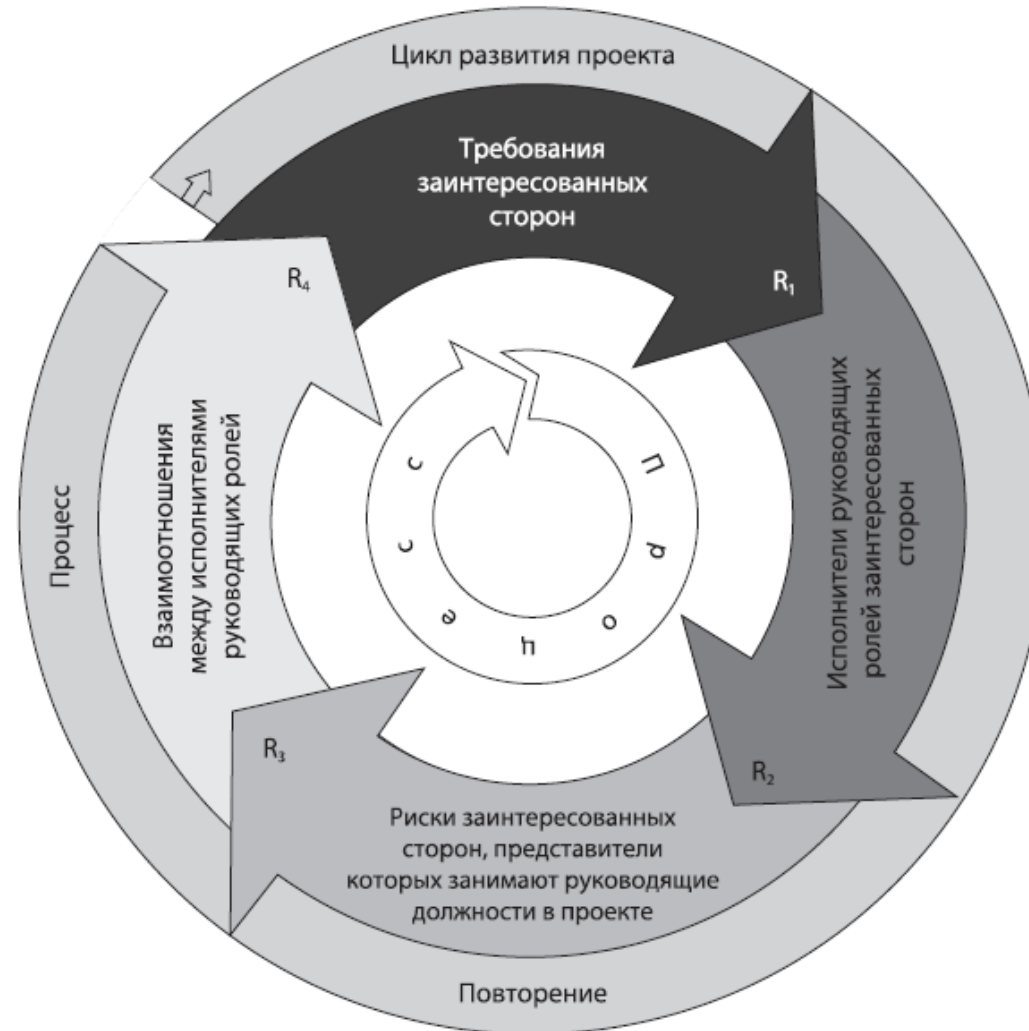 Цикл развития проекта
Требования
заинтересованных
сторон
R₁
R₄
Исполнители руководящих
ролей заинтересованных
сторон
R₂
Риски заинтересованных
сторон, представители
которых занимают руководящие
должности в проекте
R₃
Взаимоотношения
между исполнителями
руководящих ролей
Процесс
Процесс
Повторение